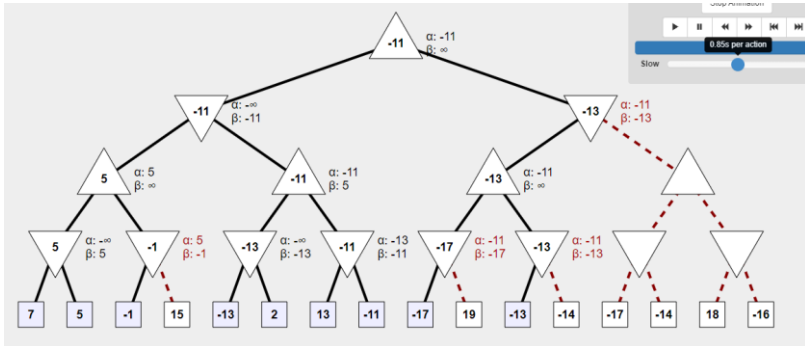 Stop Animation
0.85s per action
Slow
-11
α: -11
β: ∞
-11
α: -∞
β: -11
-13
α: -11
β: -13
5
α: 5
β: ∞
-11
α: -11
β: 5
-13
α: -11
β: ∞
5
α: -∞
β: 5
-1
α: 5
β: -1
-13
α: -∞
β: -13
-11
α: -13
β: -11
-17
α: -11
β: -17
-13
α: -11
β: -13
7 5 -1 15 -13 2 13 -11 -17 19 -13 -14 -17 -14 18 -16